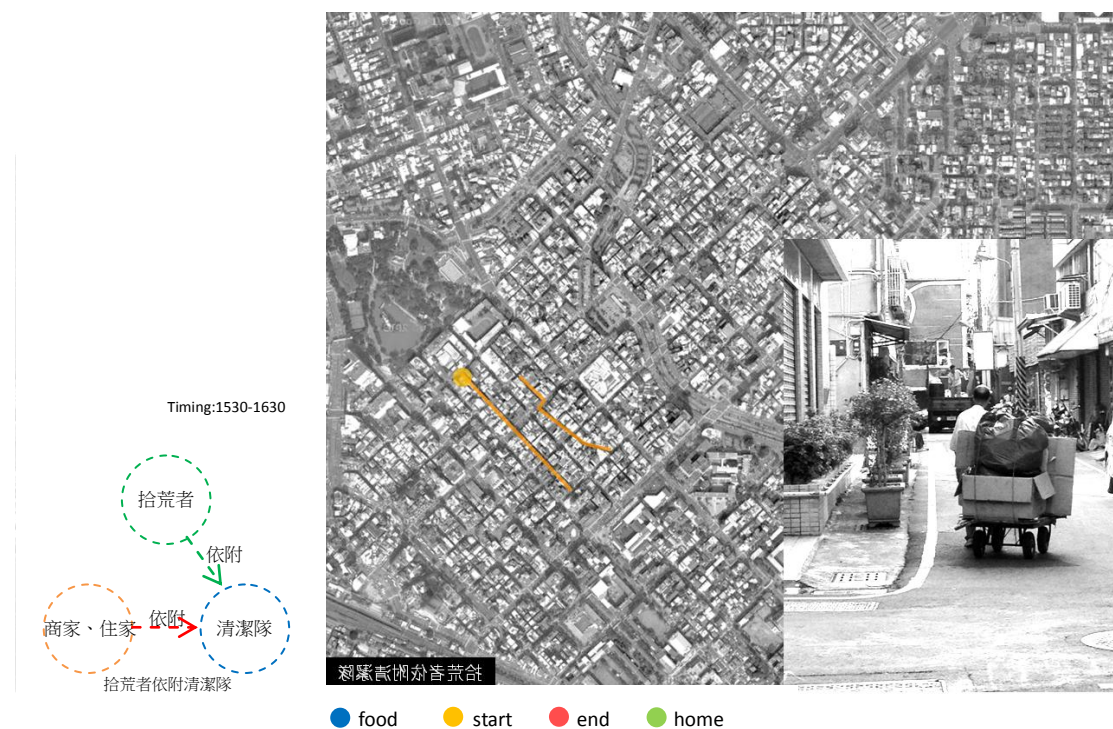 Timing:1530-1630
拾荒者
依附
商家、住家
依附
清潔隊
拾荒者依附清潔隊
拾荒者依附清潔隊
food
start
end
home